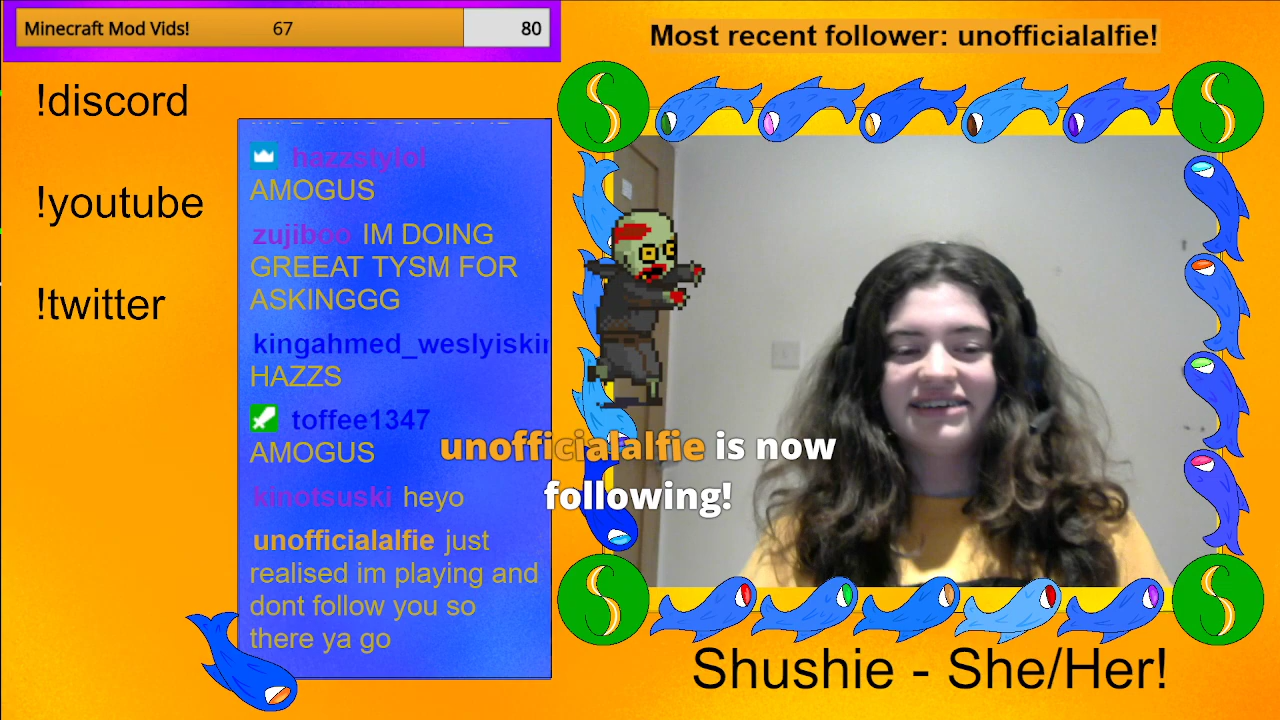 Minecraft Mod Vids! 67 80
Most recent follower: unofficialalfie!
!discord
!youtube
!twitter
hazzstylol
AMOGUS
zujiboo IM DOING
GREEAT TYSM FOR
ASKINGGG
kingahmed_weslyiskin
HAZZS
toffee1347
AMOGUS
kinotsuski heyo
unofficialalfie just
realised im playing and
dont follow you so
there ya go
unofficialalfie is now
following!
S
S
S
S
Shushie - She/Her!